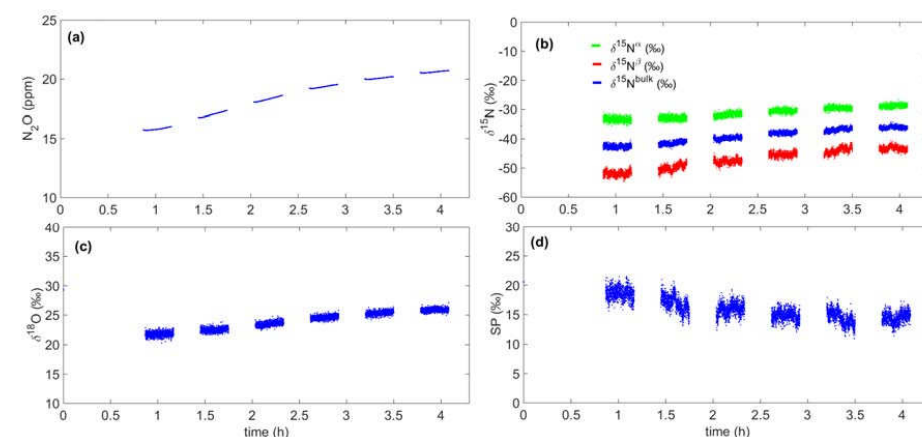 (a)
N2O (ppm)
25
20
15
10
0 0.5 1 1.5 2 2.5 3 3.5 4
(b)
δ15Nα (‰)
δ15Nβ (‰)
δ15Nbulk (‰)
δ15N (‰)
0
-10
-20
-30
-40
-50
-60
0 0.5 1 1.5 2 2.5 3 3.5 4
(c)
δ18O (‰)
40
35
30
25
20
15
10
0 0.5 1 1.5 2 2.5 3 3.5 4
time (h)
(d)
SP (‰)
30
25
20
15
10
5
0
0 0.5 1 1.5 2 2.5 3 3.5 4
time (h)